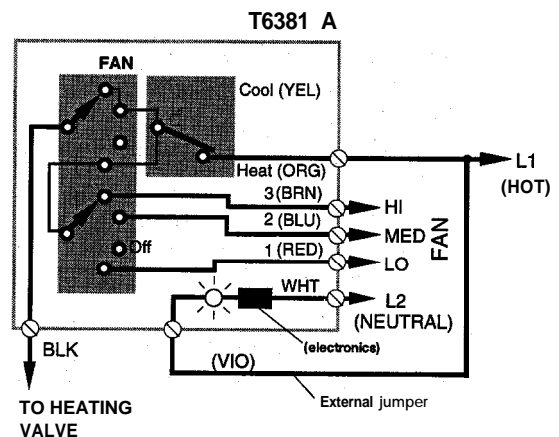 T6381 A
FAN
Cool (YEL)
Heat (ORG)
L1
(HOT)
3 (BRN)
HI
2 (BLU)
MED
Off
1 (RED)
LO
FAN
WHT
L2
(NEUTRAL)
(electronics)
BLK
(VIO)
External jumper
TO HEATING
VALVE